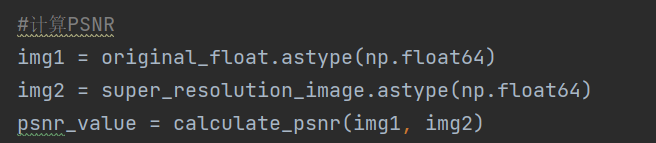 #计算PSNR
img1 = original_float.astype(np.float64)
img2 = super_resolution_image.astype(np.float64)
psnr_value = calculate_psnr(img1, img2)